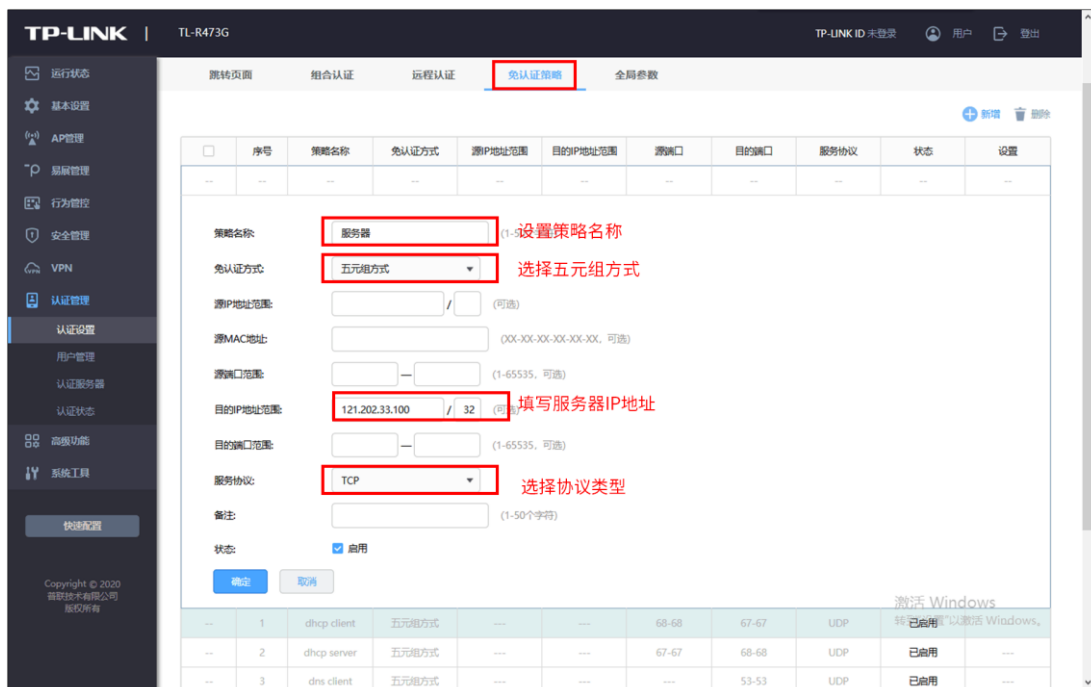 TP-LINK | TL-R473G TP-LINK ID 未登录 用户 登出
运行状态
基本设置
AP管理
易展管理
行为管控
安全管理
VPN
认证管理
认证设置
用户管理
认证服务器
认证状态
高级功能
系统工具
快速配置
Copyright © 2020
普联技术有限公司
版权所有
跳转页面 组合认证 远程认证 免认证策略 全局参数
新增 删除
序号 策略名称 免认证方式 源IP地址范围 目的IP地址范围 源端口 目的端口 服务协议 状态 设置
-- -- -- -- -- -- -- -- -- -- --
策略名称: 服务器 (1-5 设置策略名称
免认证方式: 五元组方式 选择五元组方式
源IP地址范围: / (可选)
源MAC地址: (XX-XX-XX-XX-XX-XX, 可选)
源端口范围: — (1-65535, 可选)
目的IP地址范围: 121.202.33.100 / 32 (可选) 填写服务器IP地址
目的端口范围: — (1-65535, 可选)
服务协议: TCP 选择协议类型
备注: (1-50个字符)
状态: 启用
确定 取消
激活 Windows
转到"设置"以激活 Windows。
-- 1 dhcp client 五元组方式 --- --- 68-68 67-67 UDP 已启用
-- 2 dhcp server 五元组方式 --- --- 67-67 68-68 UDP 已启用 ---
-- 3 dns client 五元组方式 --- --- --- 53-53 UDP 已启用 ---